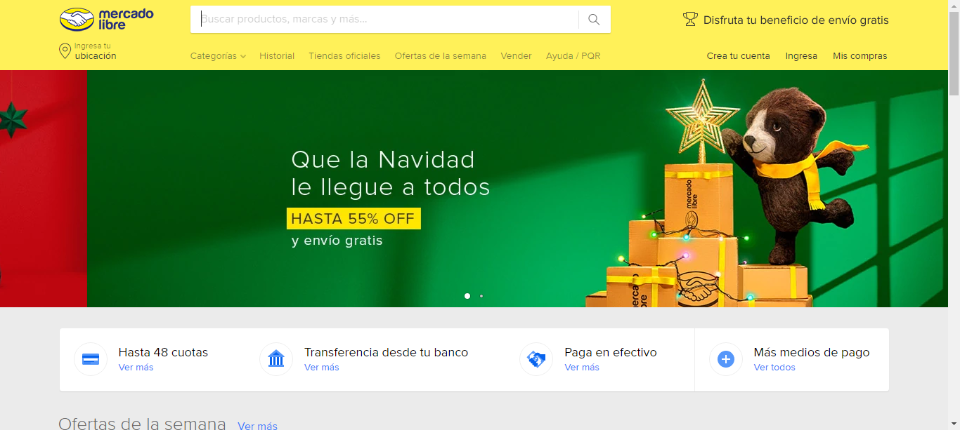 mercado
libre
Buscar productos, marcas y más...
Disfruta tu beneficio de envío gratis
Ingresa tu
ubicación
Categorías
Historial
Tiendas oficiales
Ofertas de la semana
Vender
Ayuda / PQR
Crea tu cuenta
Ingresa
Mis compras
Que la Navidad
le llegue a todos
HASTA 55% OFF
y envío gratis
mercado
libre
mercado
libre
Hasta 48 cuotas
Ver más
Transferencia desde tu banco
Ver más
Paga en efectivo
Ver más
Más medios de pago
Ver todos
Ofertas de la semana
Ver más